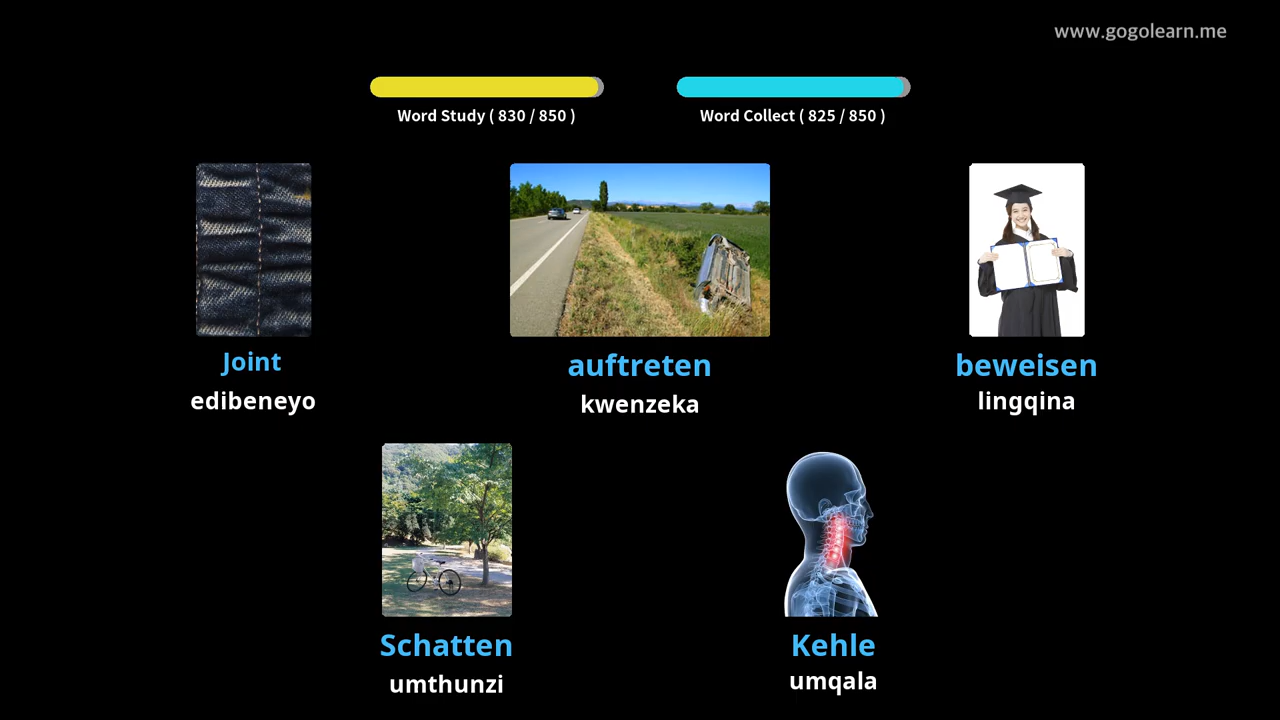 www.gogolearn.me
Word Study ( 830 / 850 )
Word Collect ( 825 / 850 )
Joint
edibeneyo
auftreten
kwenzeka
beweisen
lingqina
Schatten
umthunzi
Kehle
umqala